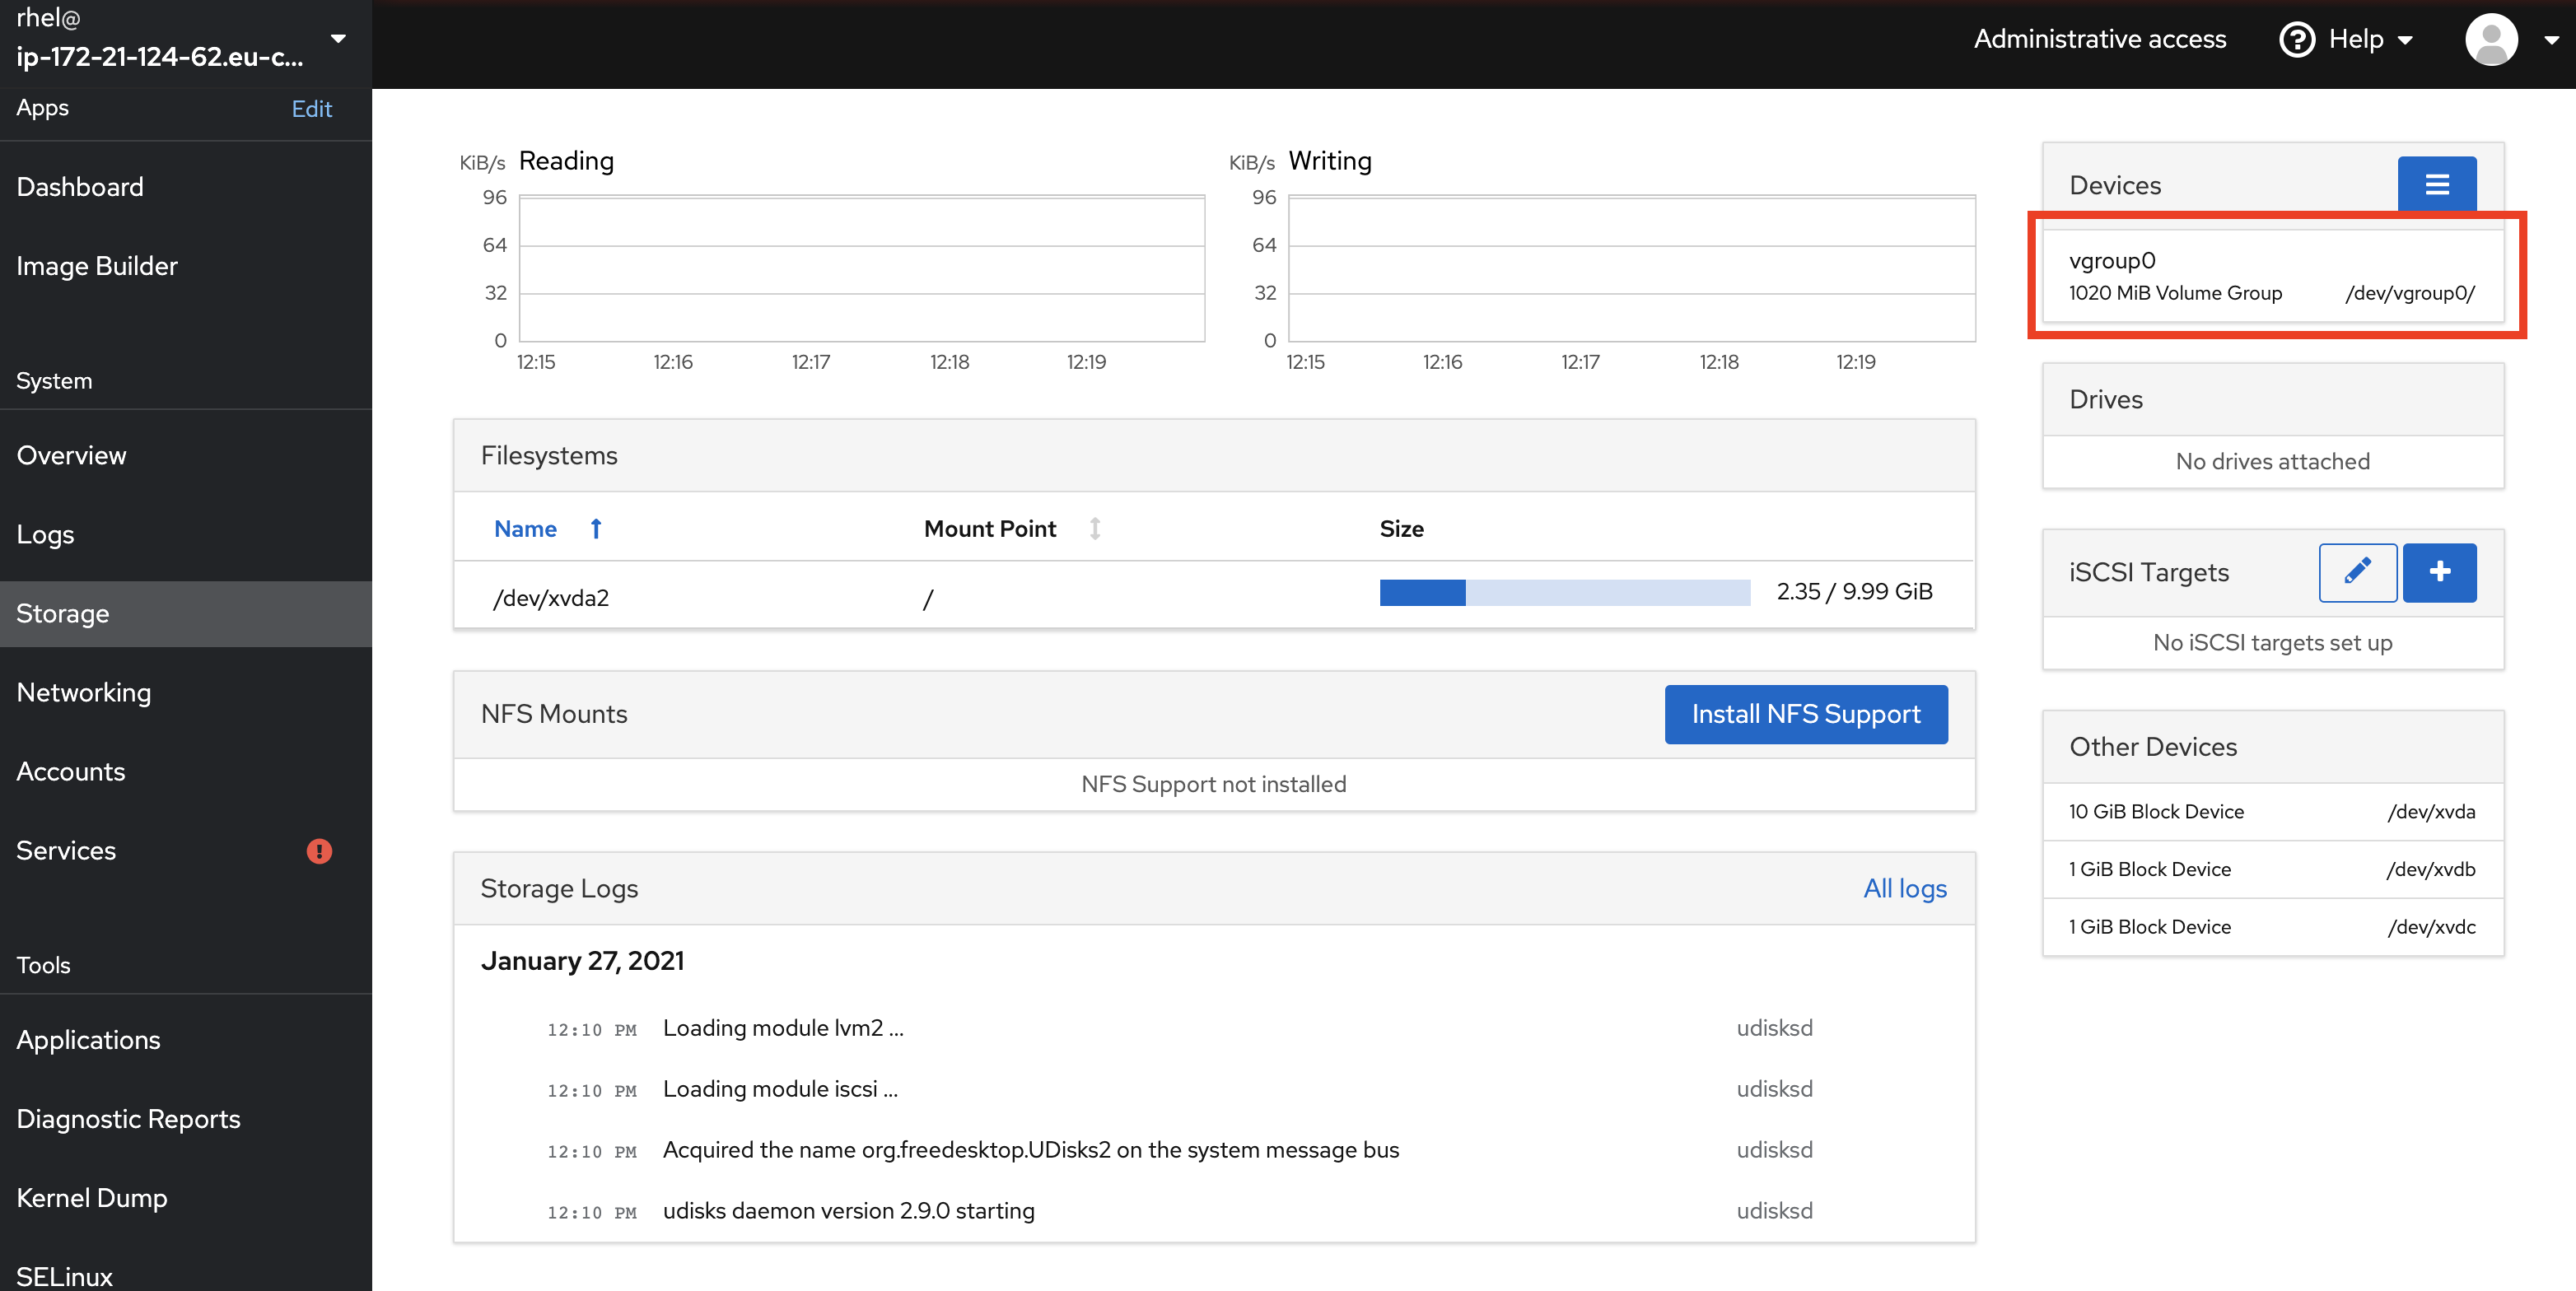 rhel@
ip-172-21-124-62.eu-c...
Administrative access
Help
Apps
Edit
Dashboard
Image Builder
System
Overview
Logs
Storage
Networking
Accounts
Services
Tools
Applications
Diagnostic Reports
Kernel Dump
SELinux
KiB/s Reading
96
64
32
0
12:15 12:16 12:17 12:18 12:19
KiB/s Writing
96
64
32
0
12:15 12:16 12:17 12:18 12:19
Filesystems
Name Mount Point Size
/dev/xvda2 / 2.35 / 9.99 GiB
NFS Mounts
Install NFS Support
NFS Support not installed
Storage Logs
All logs
January 27, 2021
12:10 PM Loading module lvm2 ... udisksd
12:10 PM Loading module iscsi ... udisksd
12:10 PM Acquired the name org.freedesktop.UDisks2 on the system message bus udisksd
12:10 PM udisks daemon version 2.9.0 starting udisksd
Devices
vgroup0
1020 MiB Volume Group /dev/vgroup0/
Drives
No drives attached
iSCSI Targets
No iSCSI targets set up
Other Devices
10 GiB Block Device /dev/xvda
1 GiB Block Device /dev/xvdb
1 GiB Block Device /dev/xvdc